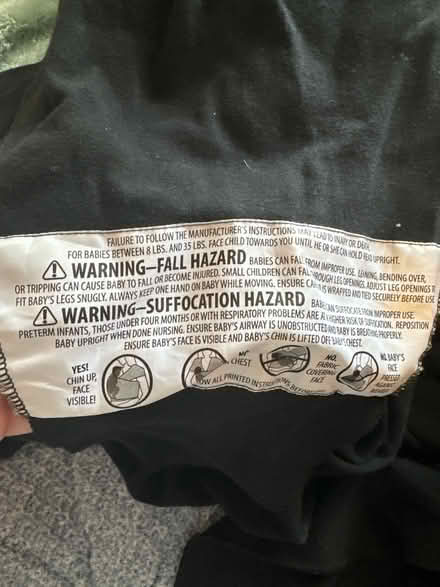 FAILURE TO FOLLOW THE MANUFACTURER'S INSTRUCTIONS MAY LEAD TO INJURY OR DEATH.
FOR BABIES BETWEEN 8 LBS. AND 35 LBS. FACE CHILD TOWARDS YOU UNTIL HE OR SHE CAN HOLD HEAD UPRIGHT.
WARNING—FALL HAZARD BABIES CAN FALL FROM IMPROPER USE. LEANING, BENDING OVER,
OR TRIPPING CAN CAUSE BABY TO FALL OR BECOME INJURED. SMALL CHILDREN CAN FALL THROUGH LEG OPENINGS. ADJUST LEG OPENINGS T
FIT BABY'S LEGS SNUGLY. ALWAYS KEEP ONE HAND ON BABY WHILE MOVING. ENSURE IS WRAPPED AND TIED SECURELY BEFORE USE
WARNING—SUFFOCATION HAZARD BABIES CAN SUFFOCATE FROM IMPROPER USE.
PRETERM INFANTS, THOSE UNDER FOUR MONTHS OR WITH RESPIRATORY PROBLEMS ARE A HIGHER RISK OF SUFFOCATION. REPOSITION
BABY UPRIGHT WHEN DONE NURSING. ENSURE BABY'S AIRWAY IS UNOBSTRUCTED AND BABY IS BREATHING PROPERLY.
ENSURE BABY'S FACE IS VISIBLE AND BABY'S CHIN IS LIFTED OFF BABY'S CHEST.
YES!
CHIN UP,
FACE
VISIBLE!
CHEST
NO,
FABRIC
COVERING
FACE
BABY'S
FACE
PRESSED
AGAINST
ALL PRINTED INSTRUCTIONS BEFORE